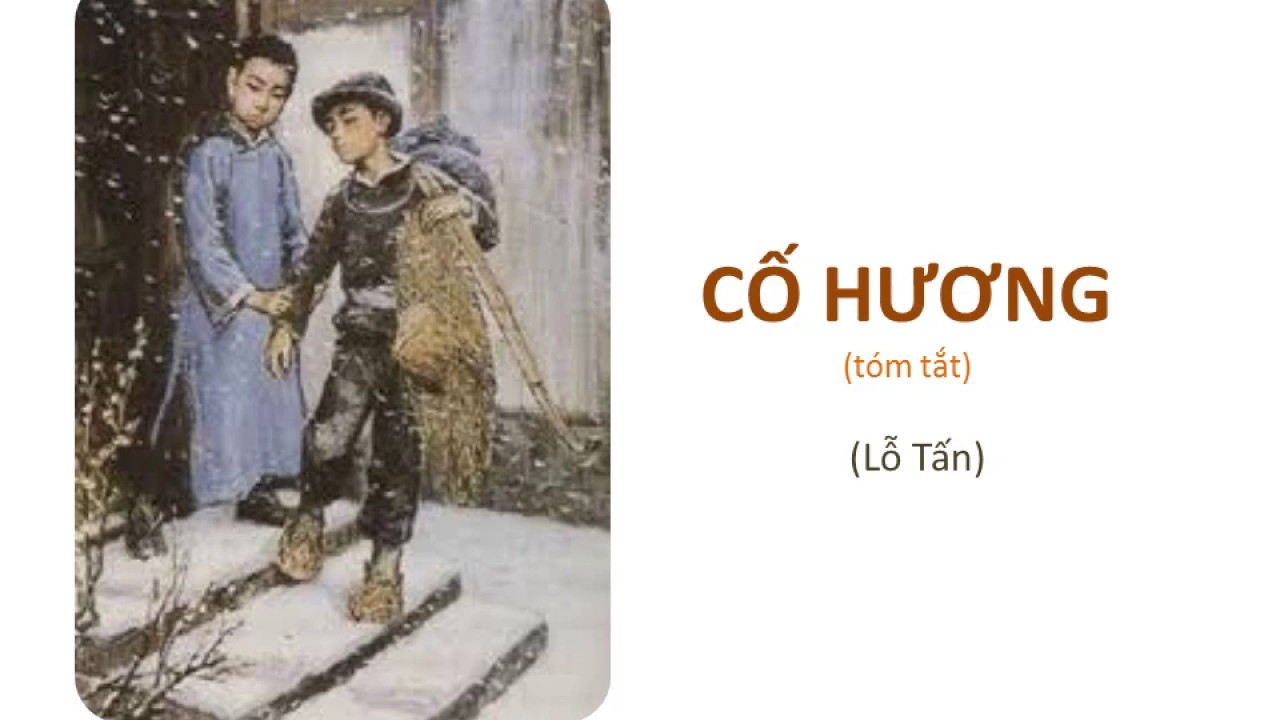 CỐ HƯƠNG
(tóm tắt)
(Lỗ Tấn)